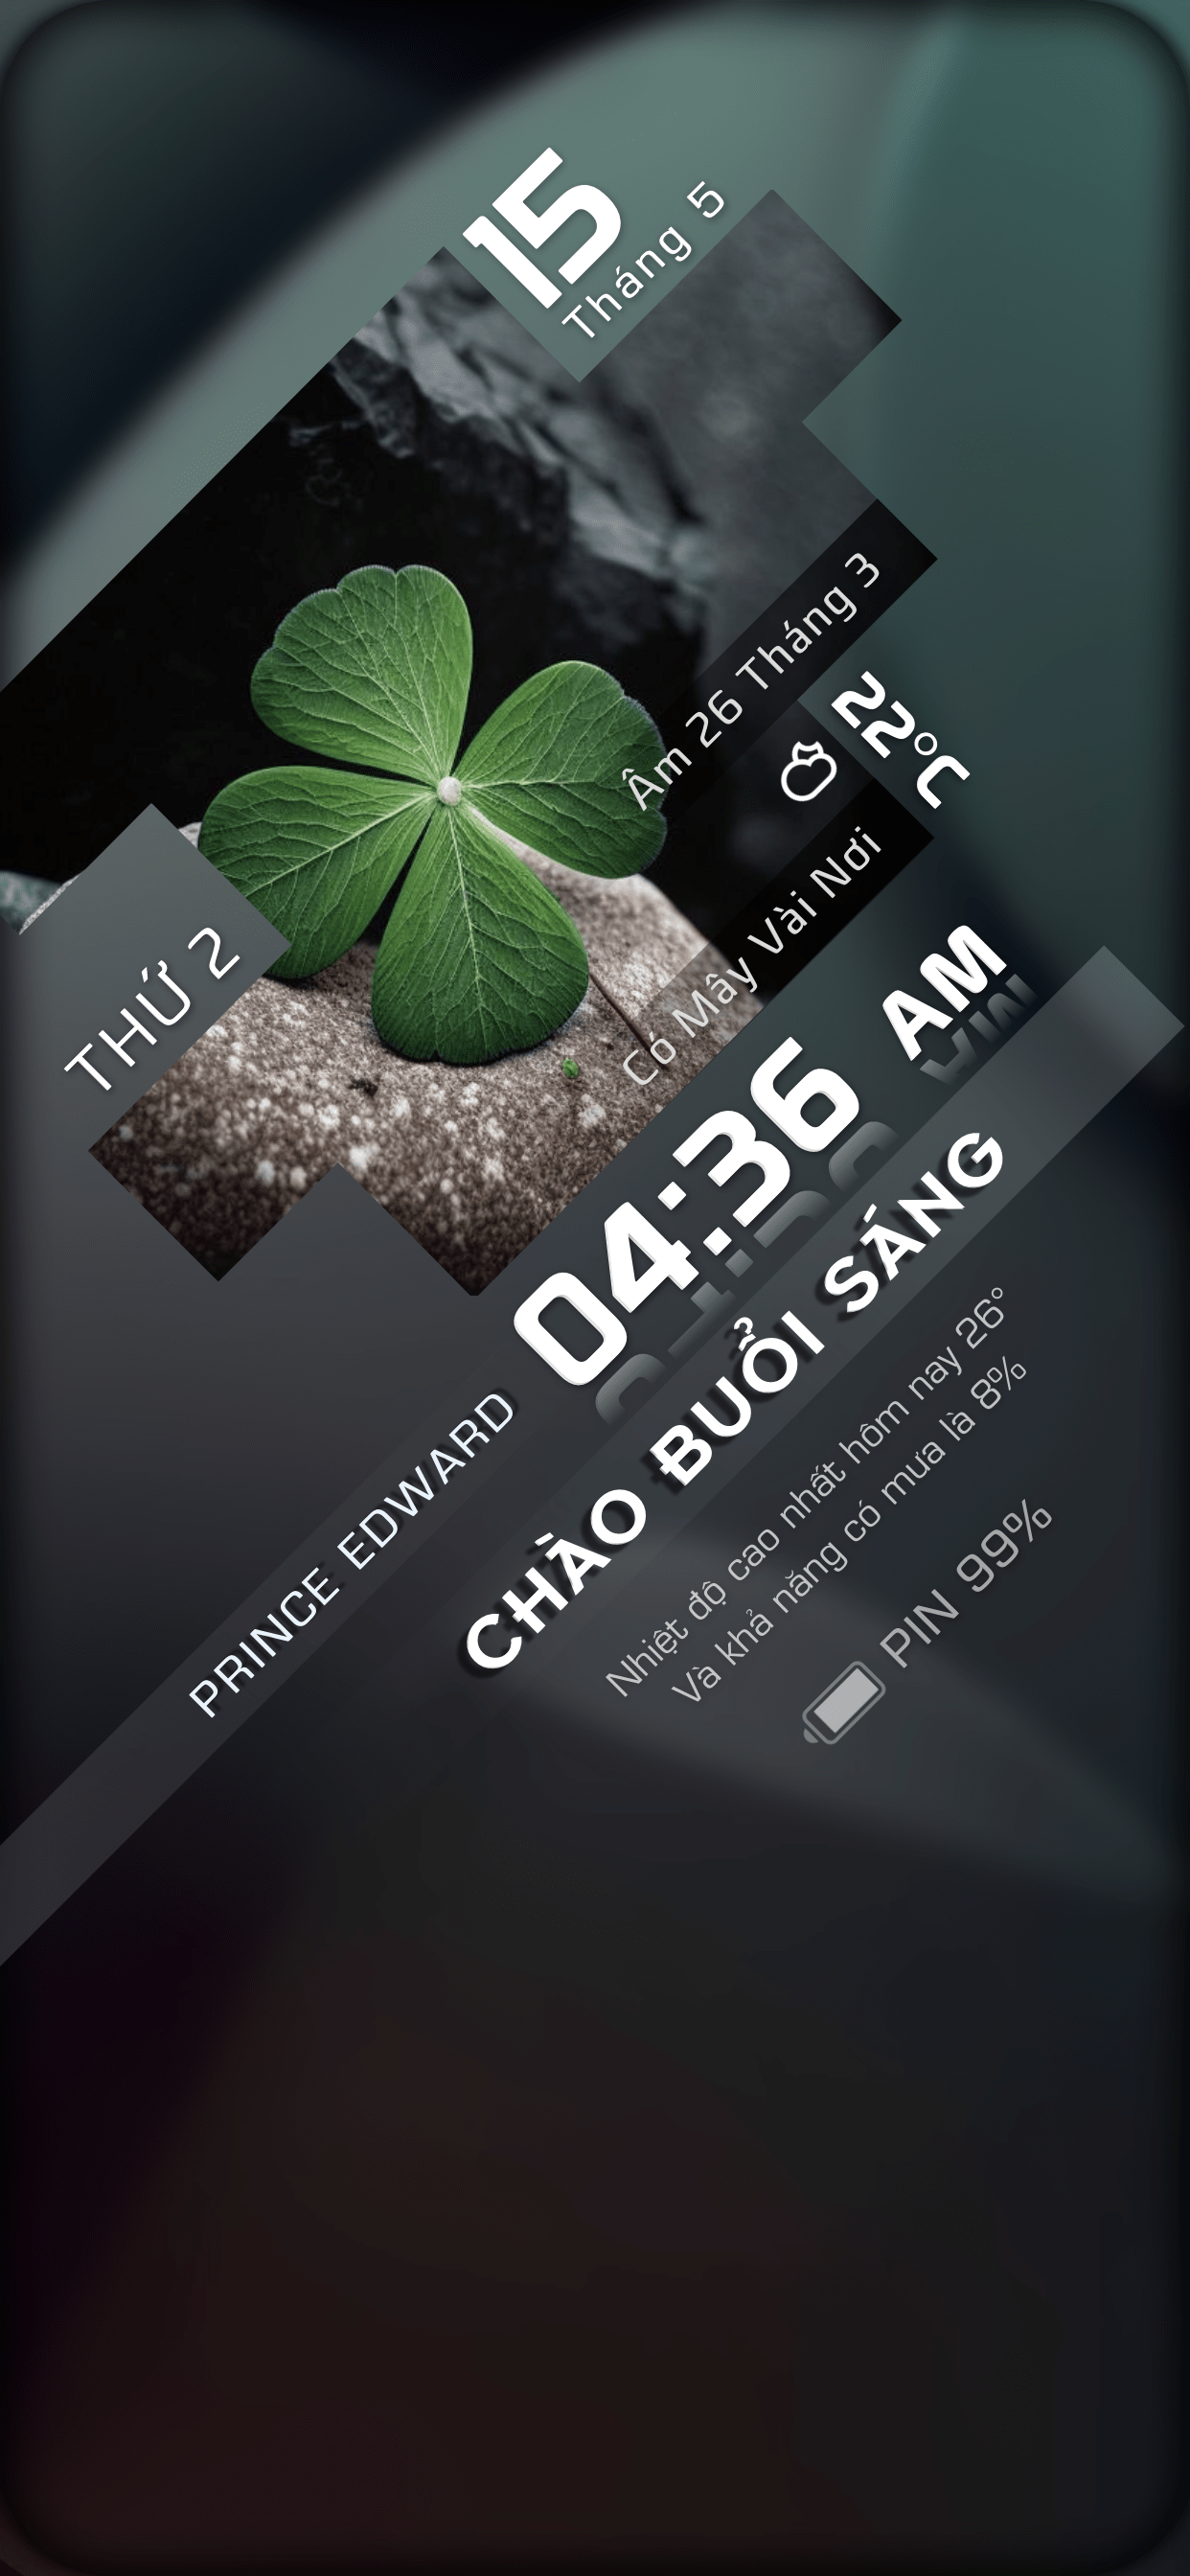 15
Tháng 5
Âm 26 Tháng 3
22°C
Có Mây Vài Nơi
THỨ 2
04:36 AM
PRINCE EDWARD
CHÀO BUỔI SÁNG
Nhiệt độ cao nhất hôm nay 26°
Và khả năng có mưa là 8%
PIN 99%